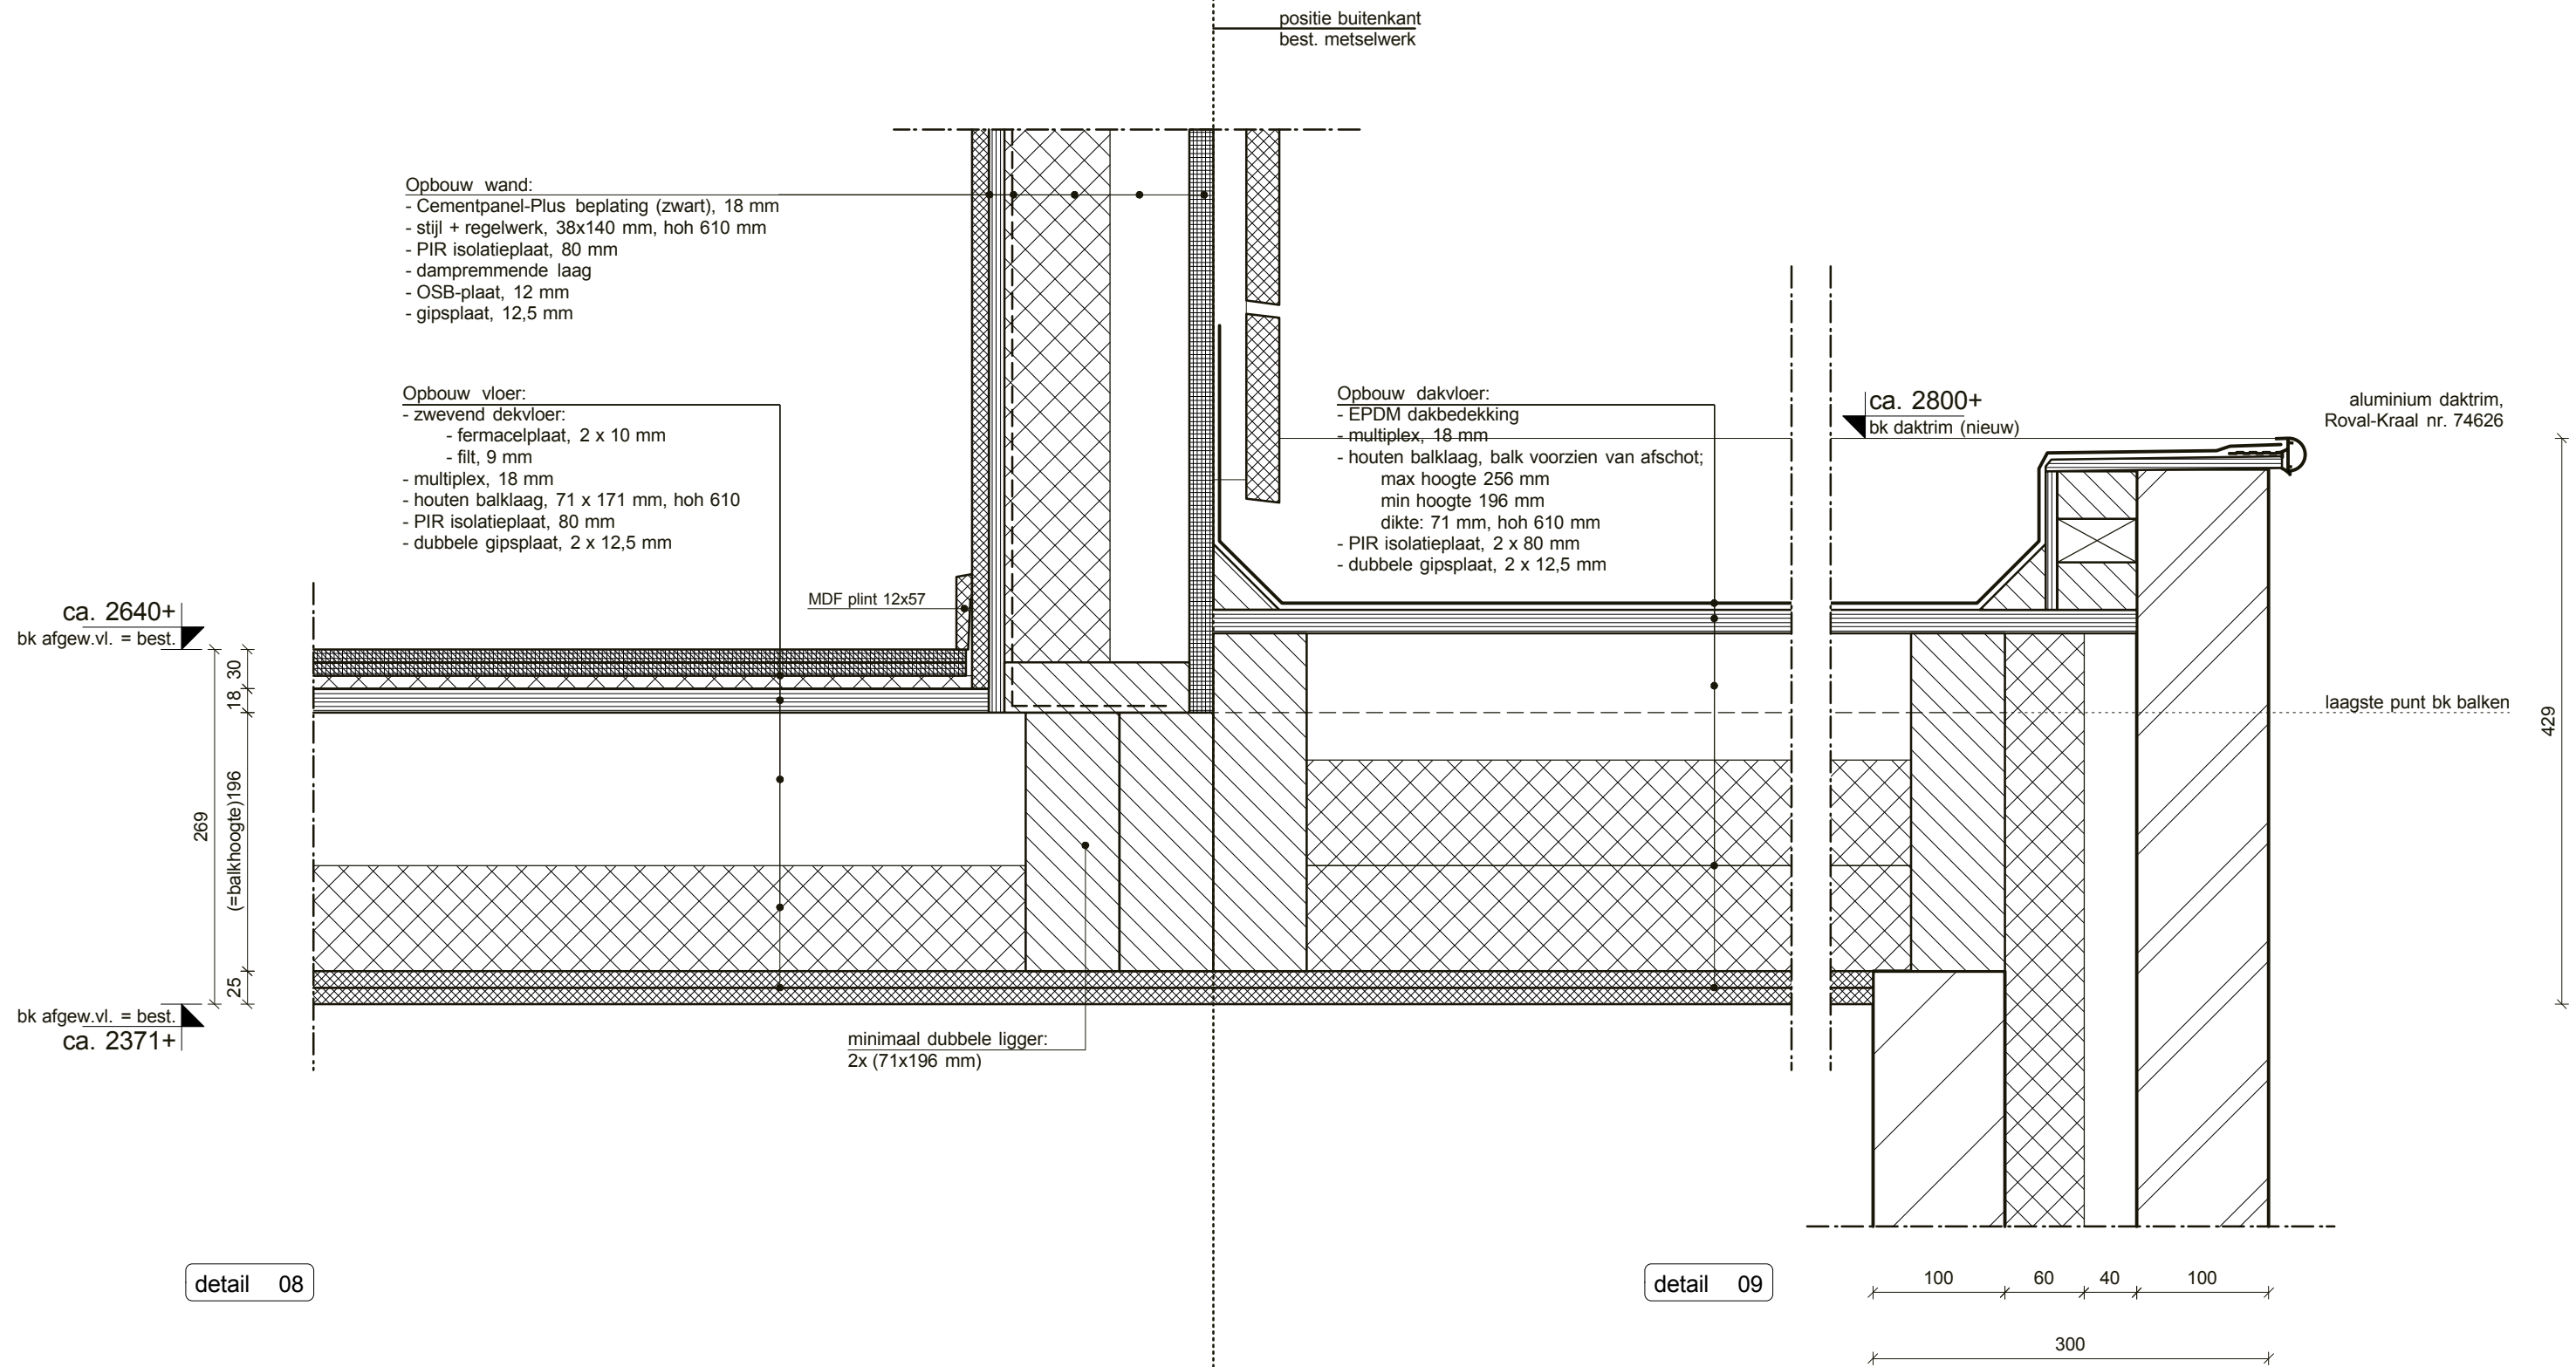 positie buitenkant
best. metselwerk
Opbouw wand:
- Cementpanel-Plus beplating (zwart), 18 mm
- stijl + regelwerk, 38x140 mm, hoh 610 mm
- PIR isolatieplaat, 80 mm
- dampremmende laag
- OSB-plaat, 12 mm
- gipsplaat, 12,5 mm
Opbouw vloer:
- zwevend dekvloer:
- fermacelplaat, 2 x 10 mm
- filt, 9 mm
- multiplex, 18 mm
- houten balklaag, 71 x 171 mm, hoh 610
- PIR isolatieplaat, 80 mm
- dubbele gipsplaat, 2 x 12,5 mm
Opbouw dakvloer:
- EPDM dakbedekking
- multiplex, 18 mm
- houten balklaag, balk voorzien van afschot;
max hoogte 256 mm
min hoogte 196 mm
dikte: 71 mm, hoh 610 mm
- PIR isolatieplaat, 2 x 80 mm
- dubbele gipsplaat, 2 x 12,5 mm
ca. 2800+
bk daktrim (nieuw)
aluminium daktrim,
Roval-Kraal nr. 74626
MDF plint 12x57
ca. 2640+
bk afgew.vl. = best.
30
18
(=balkhoogte)196
25
269
laagste punt bk balken
429
bk afgew.vl. = best.
ca. 2371+
minimaal dubbele ligger:
2x (71x196 mm)
detail 08
detail 09
100 60 40 100
300